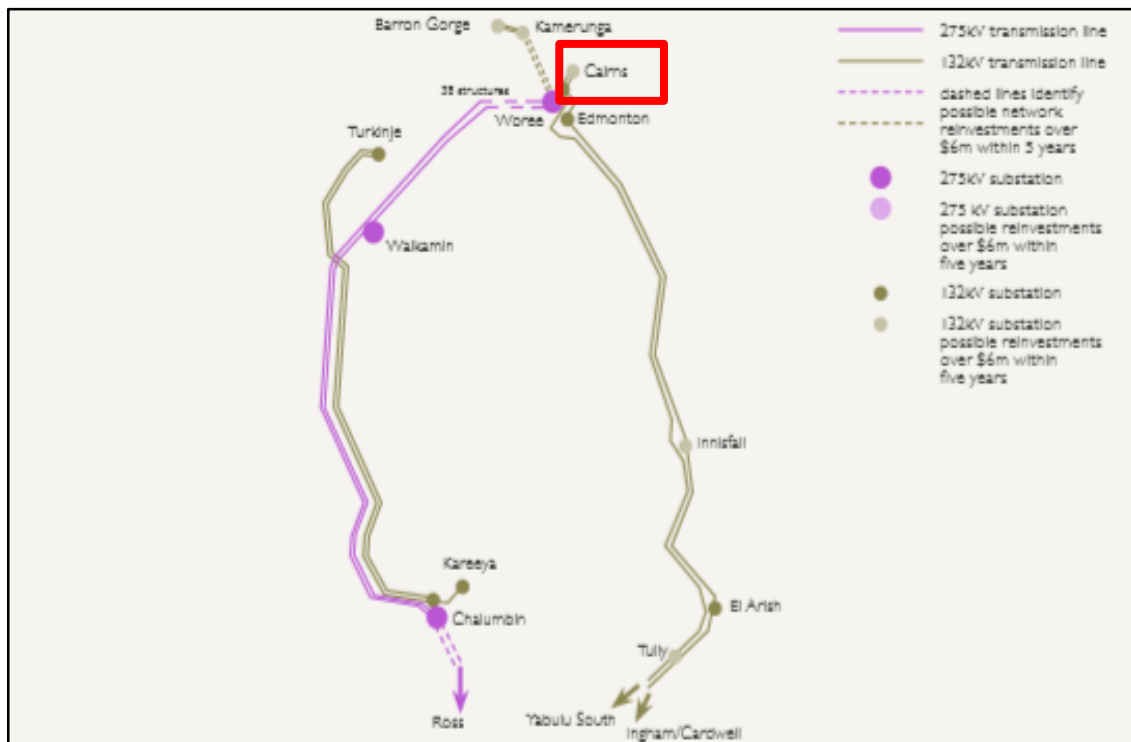 Barron Gorge
Kamerunga
Cairns
38 structures
Woree
Edmonton
Turkinje
Walkamin
Innisfail
Kareeya
Chalumbin
El Arish
Tully
Ross
Yabulu South
Ingham/Cardwell
275kV transmission line
132kV transmission line
dashed lines identify
possible network
reinvestments over
$6m within 5 years
275kV substation
275 kV substation
possible reinvestments
over $6m within
five years
132kV substation
132kV substation
possible reinvestments
over $6m within
five years